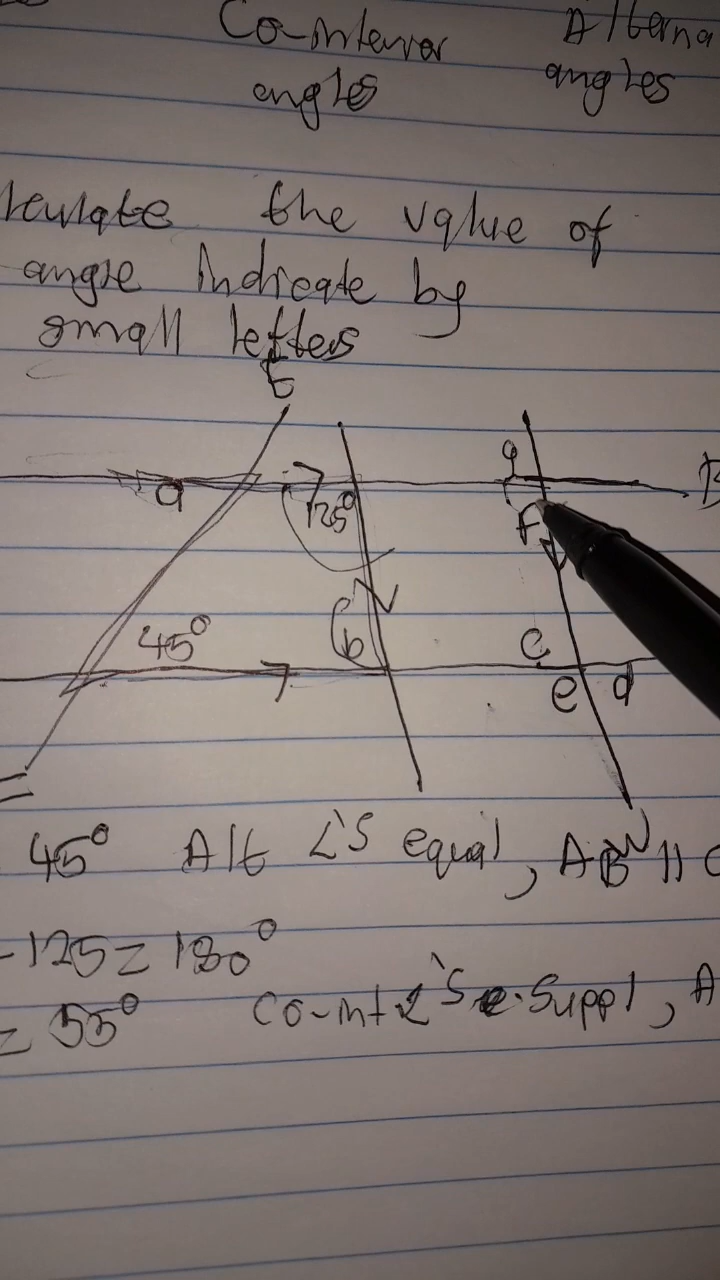 Co-interior Alterna
angles angles
lculate the value of
angle indicate by
small letters
t
a 125° g B
f
45° b c
e d
45° Alt ∠'s equal, AB ||
-125=180°
= 55° Co-int ∠'s suppl, A